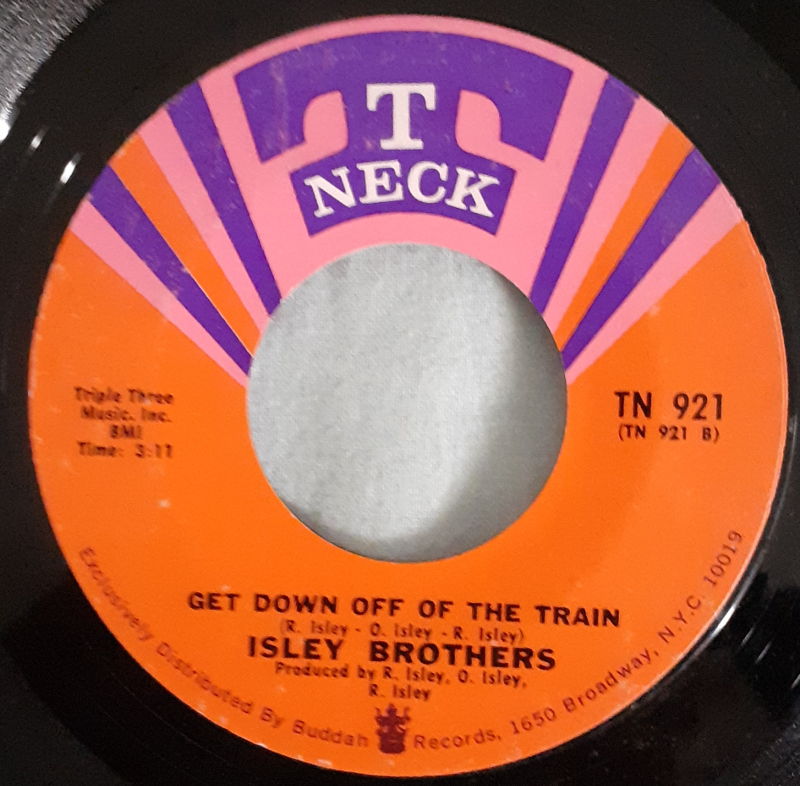 T
NECK
Triple Three
Music, Inc.
BMI
Time: 3:11
TN 921
(TN 921 B)
GET DOWN OFF OF THE TRAIN
(R. Isley - O. Isley - R. Isley)
ISLEY BROTHERS
Produced by R. Isley, O. Isley,
R. Isley
Exclusively Distributed By Buddah Records, 1650 Broadway, N.Y.C. 10019